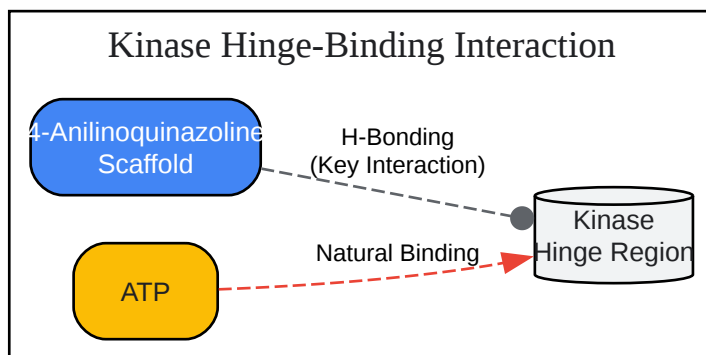 Kinase Hinge-Binding Interaction
4-Anilinoquinazoline
Scaffold
H-Bonding
(Key Interaction)
Kinase
Hinge Region
Natural Binding
ATP